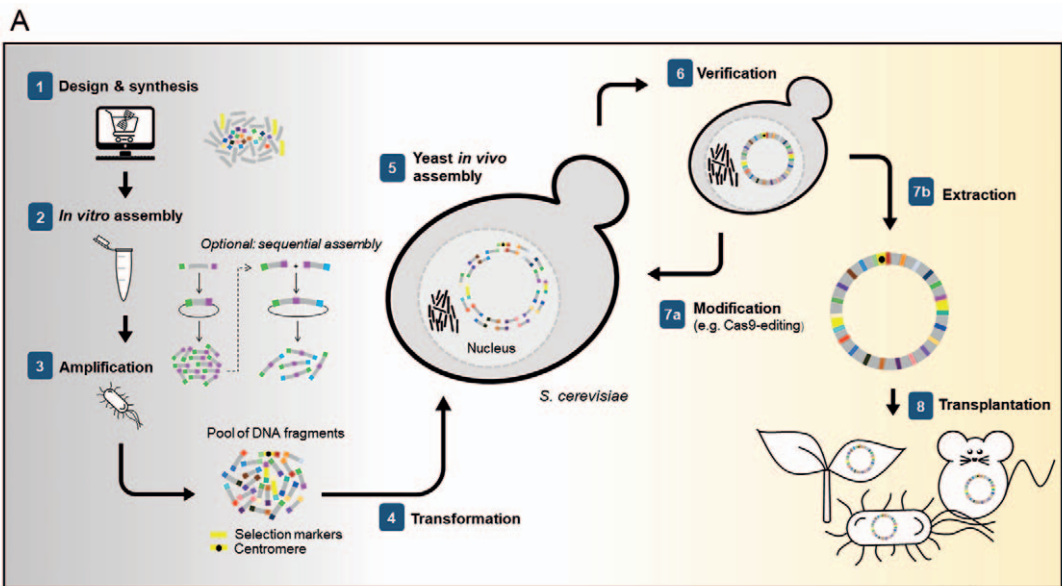 A
1 Design & synthesis
2 In vitro assembly
Optional: sequential assembly
3 Amplification
Pool of DNA fragments
Selection markers
Centromere
4 Transformation
5 Yeast in vivo
assembly
Nucleus
S. cerevisiae
6 Verification
7a Modification
(e.g. Cas9-editing)
7b Extraction
8 Transplantation